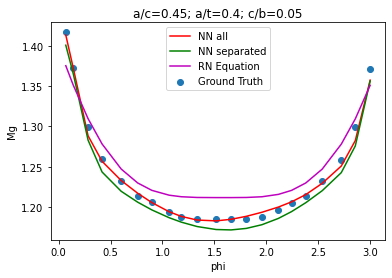 a/c=0.45; a/t=0.4; c/b=0.05
NN all
NN separated
RN Equation
Ground Truth
Mg
1.40
1.35
1.30
1.25
1.20
0.0 0.5 1.0 1.5 2.0 2.5 3.0
phi